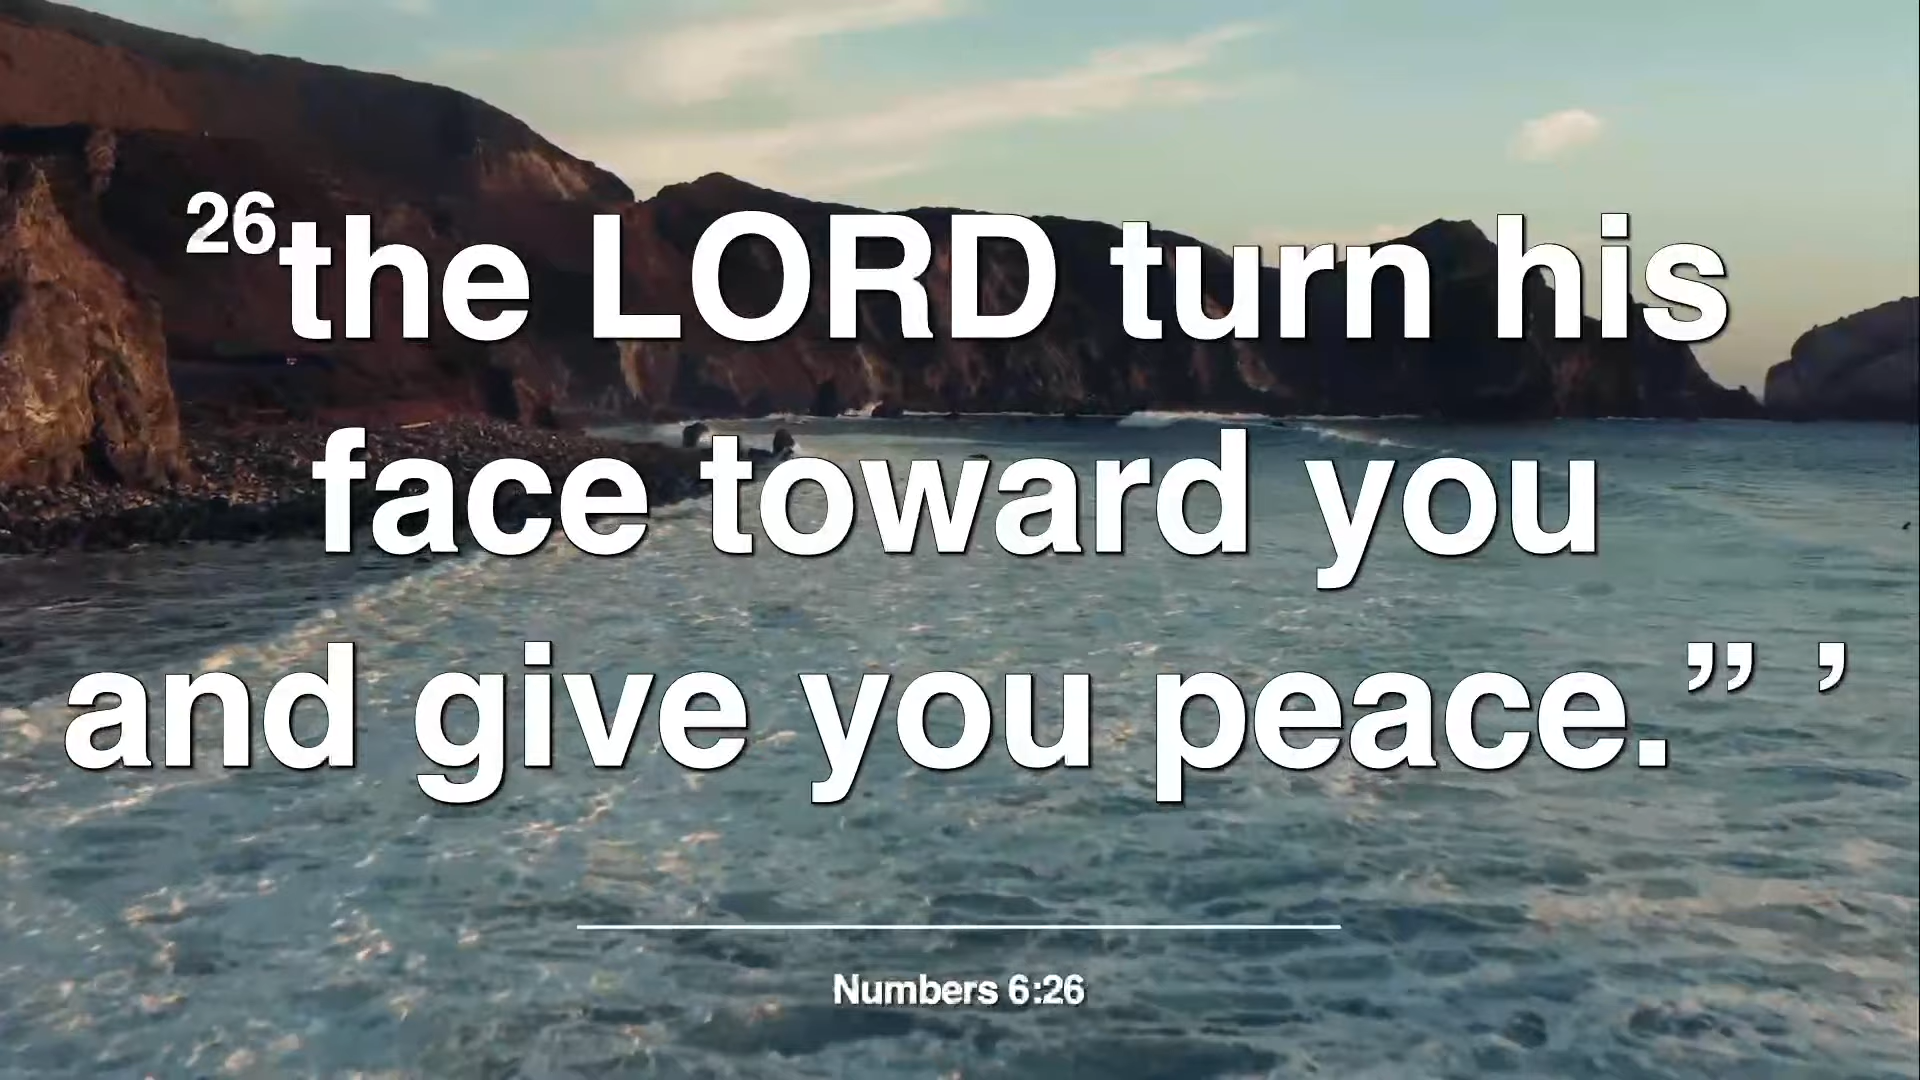 26the LORD turn his
face toward you
and give you peace.” ’
Numbers 6:26